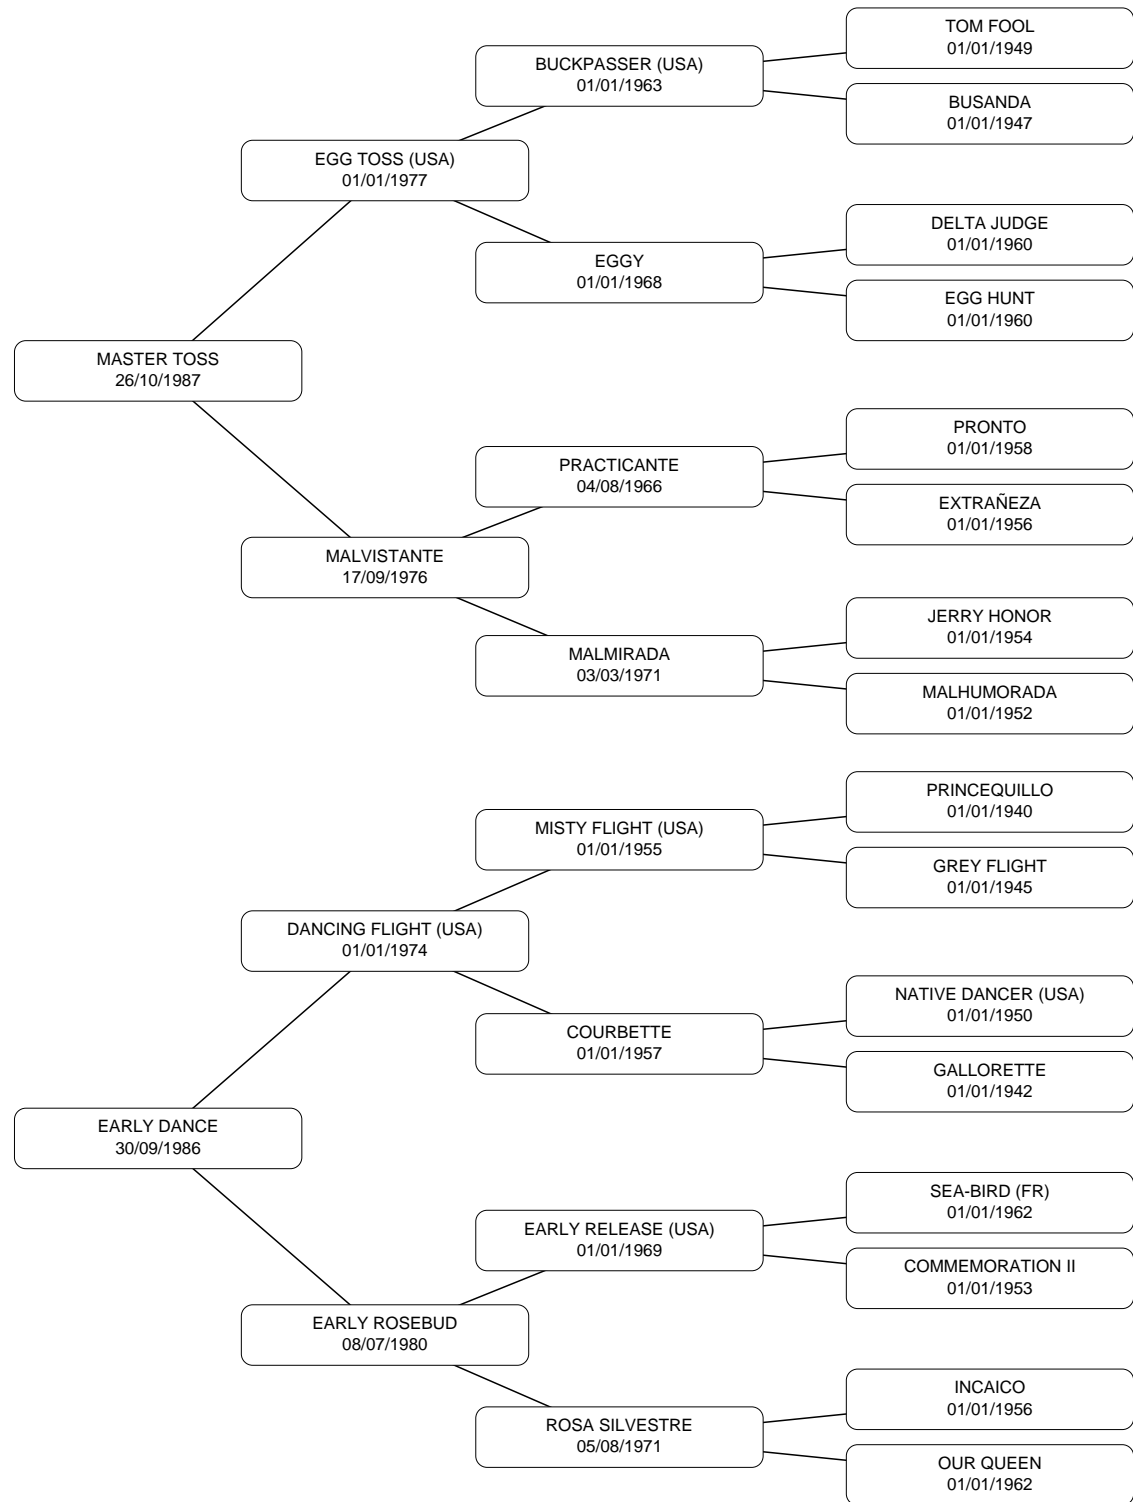 TOM FOOL
01/01/1949
BUCKPASSER (USA)
01/01/1963
BUSANDA
01/01/1947
EGG TOSS (USA)
01/01/1977
DELTA JUDGE
01/01/1960
EGGY
01/01/1968
EGG HUNT
01/01/1960
MASTER TOSS
26/10/1987
PRONTO
01/01/1958
PRACTICANTE
04/08/1966
EXTRAÑEZA
01/01/1956
MALVISTANTE
17/09/1976
JERRY HONOR
01/01/1954
MALMIRADA
03/03/1971
MALHUMORADA
01/01/1952
PRINCEQUILLO
01/01/1940
MISTY FLIGHT (USA)
01/01/1955
GREY FLIGHT
01/01/1945
DANCING FLIGHT (USA)
01/01/1974
NATIVE DANCER (USA)
01/01/1950
COURBETTE
01/01/1957
GALLORETTE
01/01/1942
EARLY DANCE
30/09/1986
SEA-BIRD (FR)
01/01/1962
EARLY RELEASE (USA)
01/01/1969
COMMEMORATION II
01/01/1953
EARLY ROSEBUD
08/07/1980
INCAICO
01/01/1956
ROSA SILVESTRE
05/08/1971
OUR QUEEN
01/01/1962